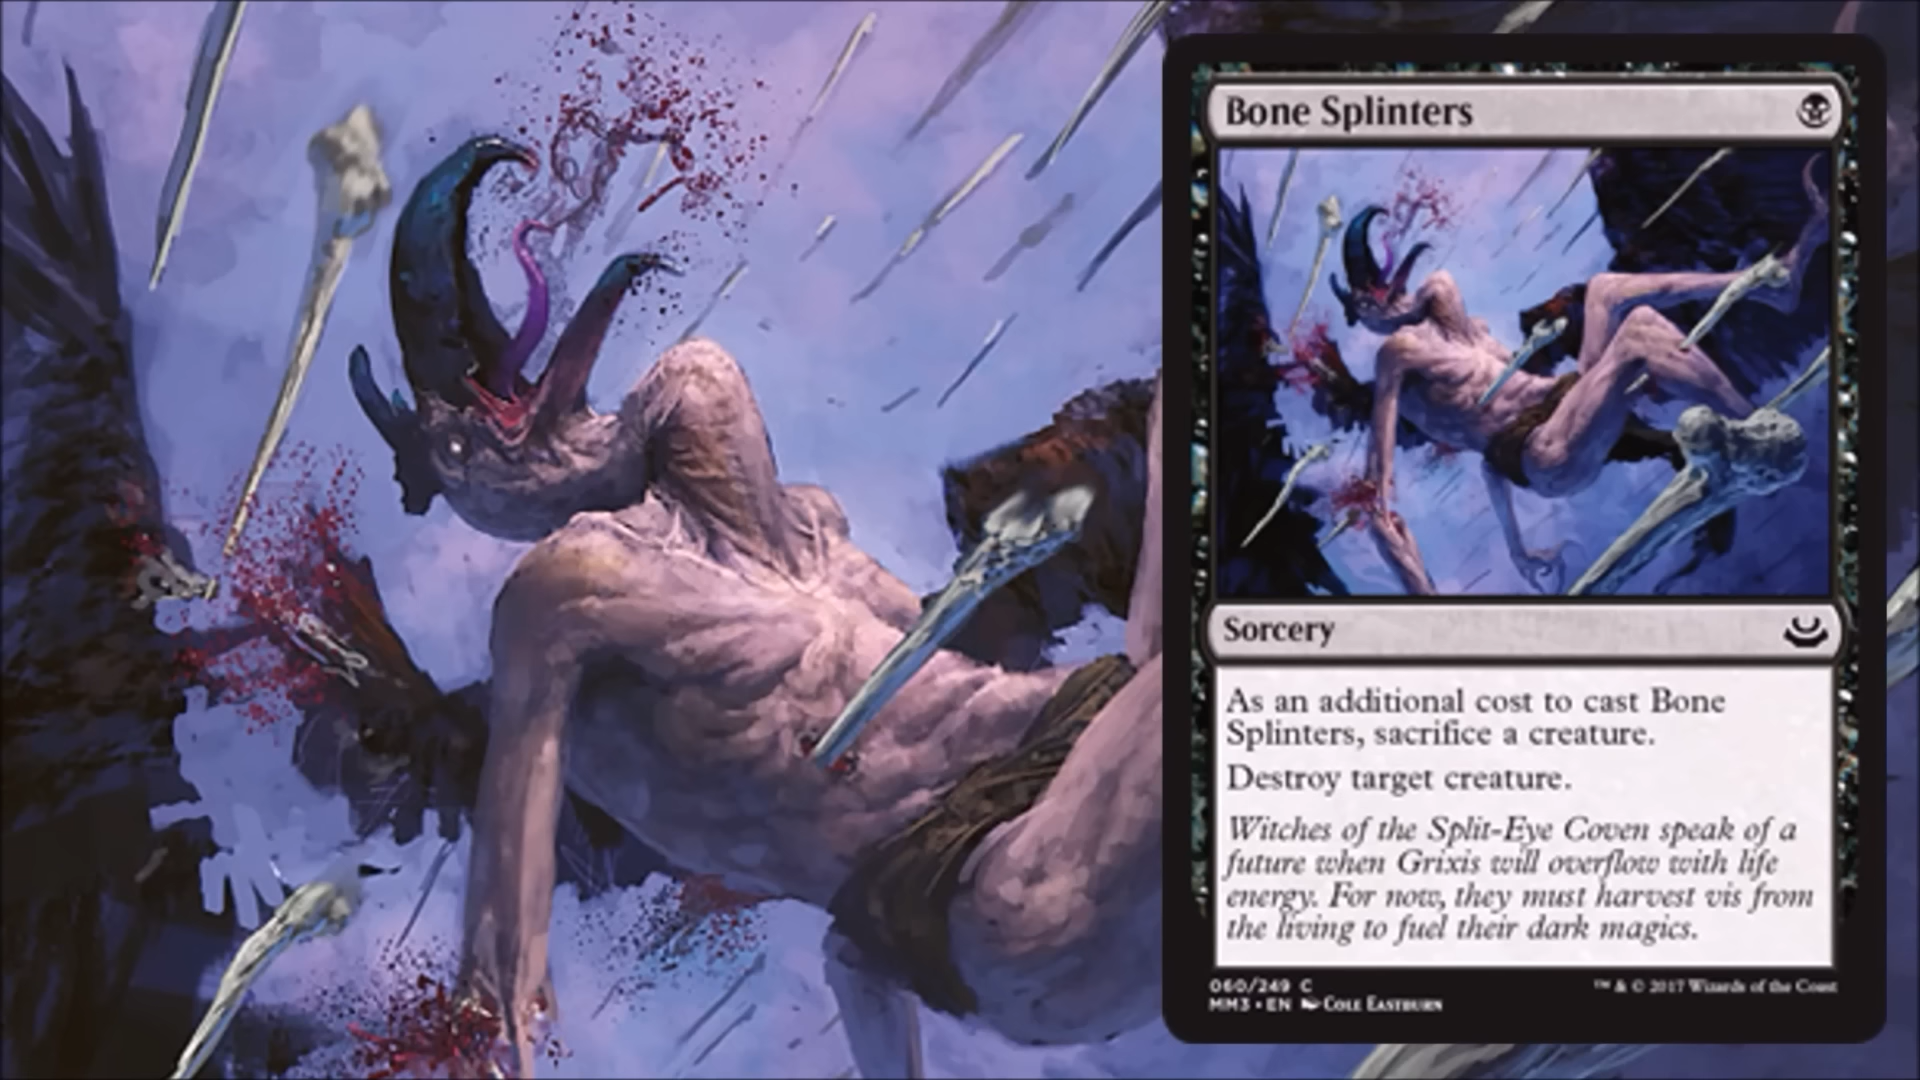 Bone Splinters
Sorcery
As an additional cost to cast Bone
Splinters, sacrifice a creature.
Destroy target creature.
Witches of the Split-Eye Coven speak of a
future when Grixis will overflow with life
energy. For now, they must harvest vis from
the living to fuel their dark magics.
060/249 C
™ & © 2017 Wizards of the Coast
MM3 • EN Cole Eastburn